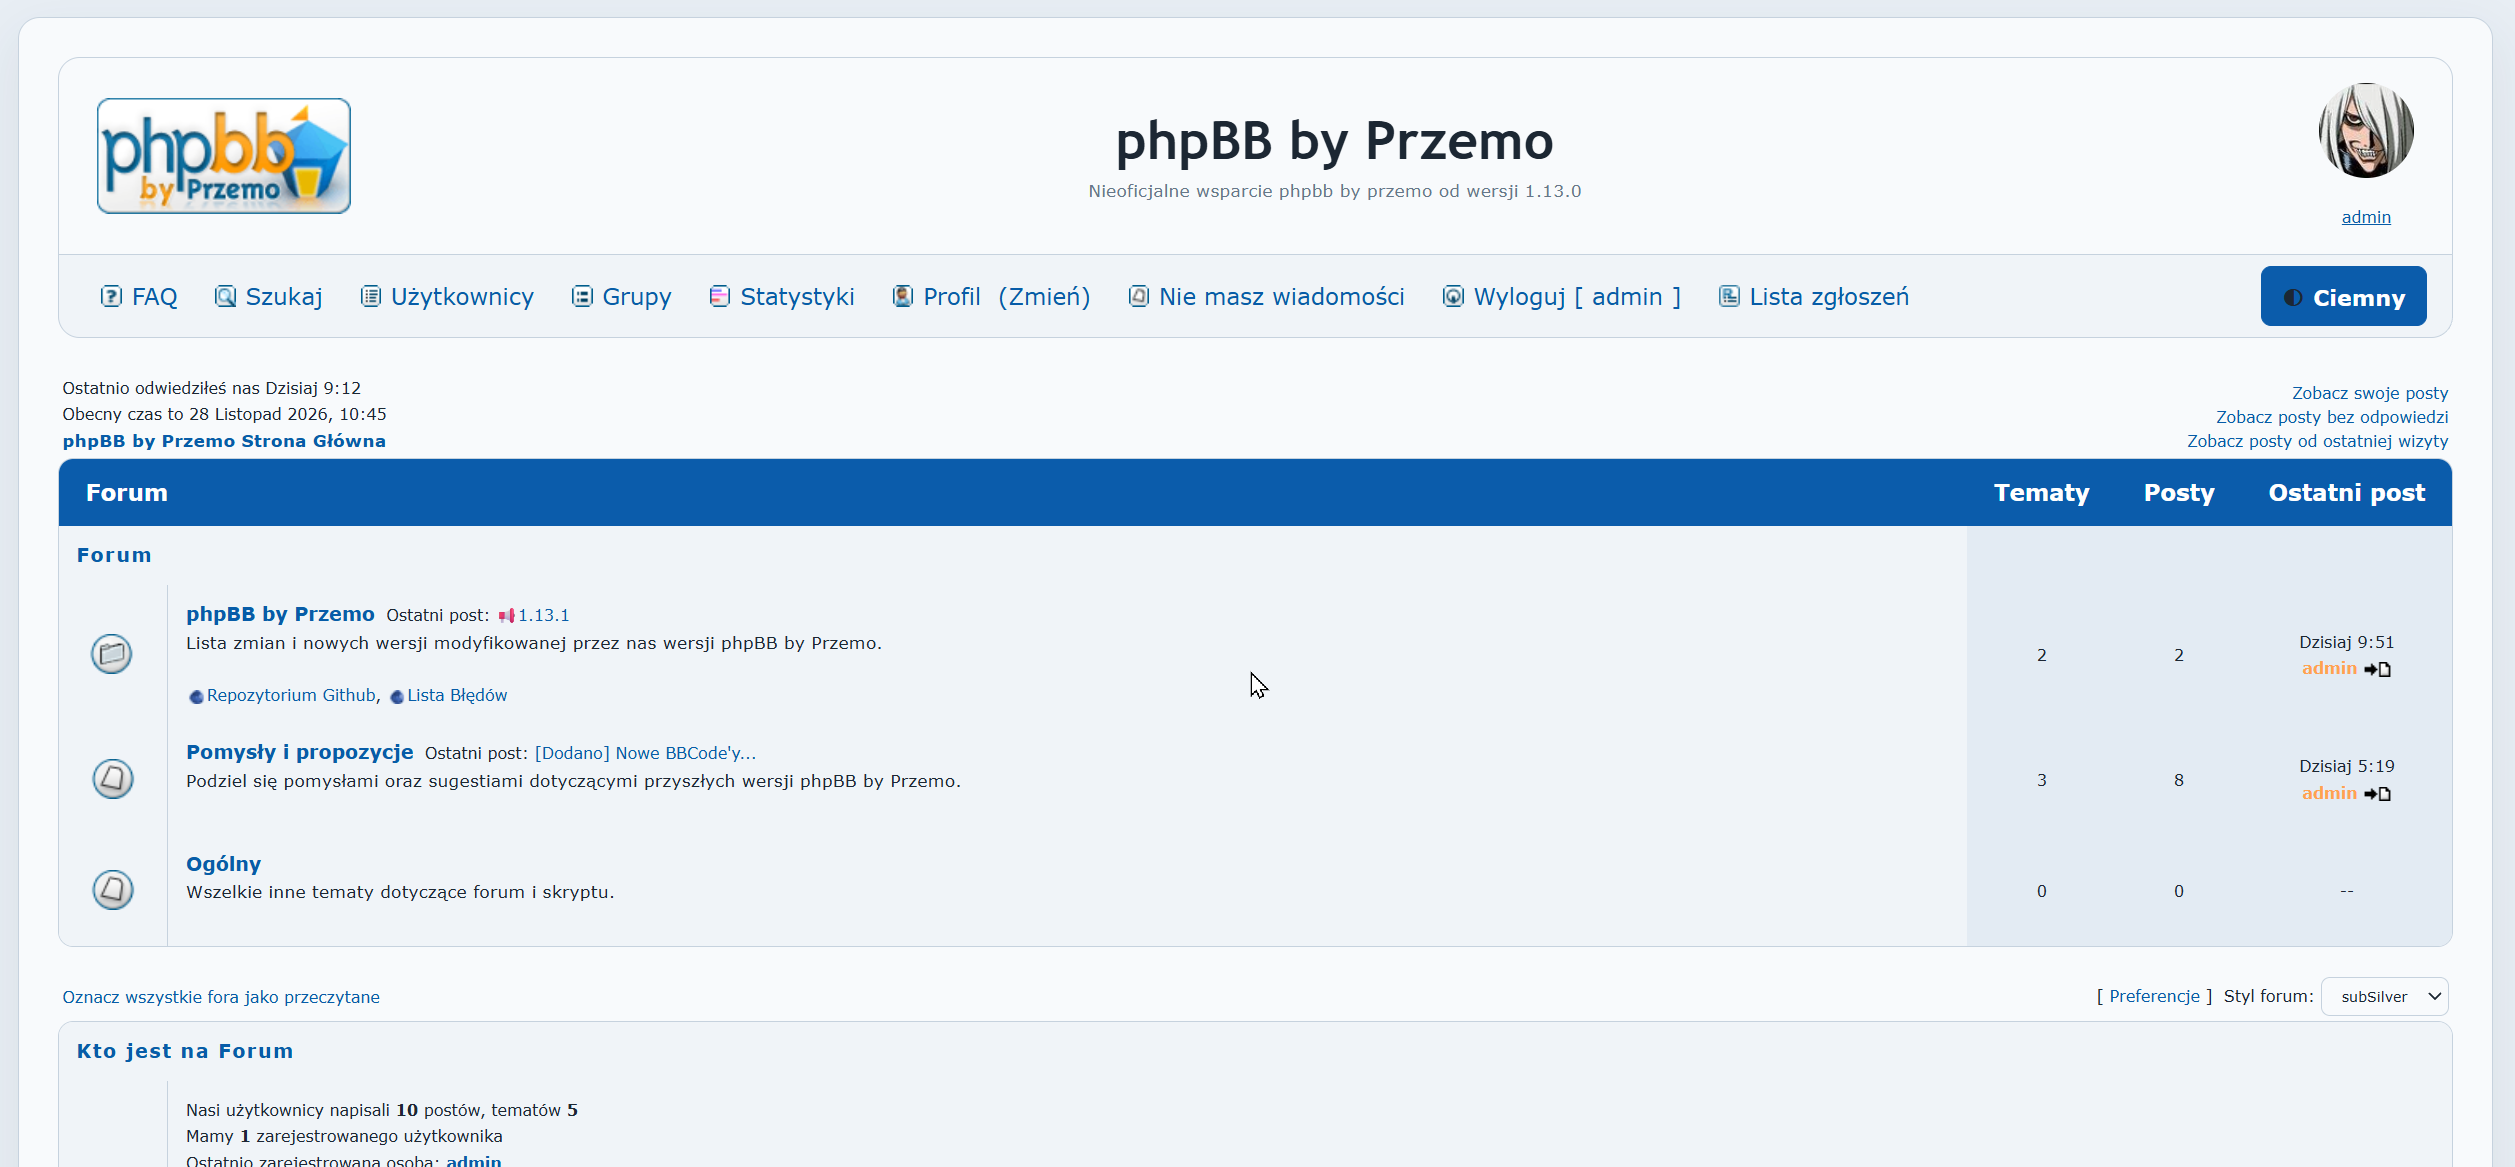 phpbb
by Przemo
phpBB by Przemo
Nieoficjalne wsparcie phpbb by przemo od wersji 1.13.0
admin
FAQ Szukaj Użytkownicy Grupy Statystyki Profil (Zmień) Nie masz wiadomości Wyloguj [ admin ] Lista zgłoszeń Ciemny
Ostatnio odwiedziłeś nas Dzisiaj 9:12
Obecny czas to 28 Listopad 2026, 10:45
phpBB by Przemo Strona Główna
Zobacz swoje posty
Zobacz posty bez odpowiedzi
Zobacz posty od ostatniej wizyty
Forum Tematy Posty Ostatni post
Forum
phpBB by Przemo Ostatni post: 1.13.1
Lista zmian i nowych wersji modyfikowanej przez nas wersji phpBB by Przemo.
Repozytorium Github, Lista Błędów
2 2 Dzisiaj 9:51
admin
Pomysły i propozycje Ostatni post: [Dodano] Nowe BBCode'y...
Podziel się pomysłami oraz sugestiami dotyczącymi przyszłych wersji phpBB by Przemo.
3 8 Dzisiaj 5:19
admin
Ogólny
Wszelkie inne tematy dotyczące forum i skryptu.
0 0 --
Oznacz wszystkie fora jako przeczytane
[ Preferencje ] Styl forum: subSilver
Kto jest na Forum
Nasi użytkownicy napisali 10 postów, tematów 5
Mamy 1 zarejestrowanego użytkownika
Ostatnio zarejestrowana osoba: admin